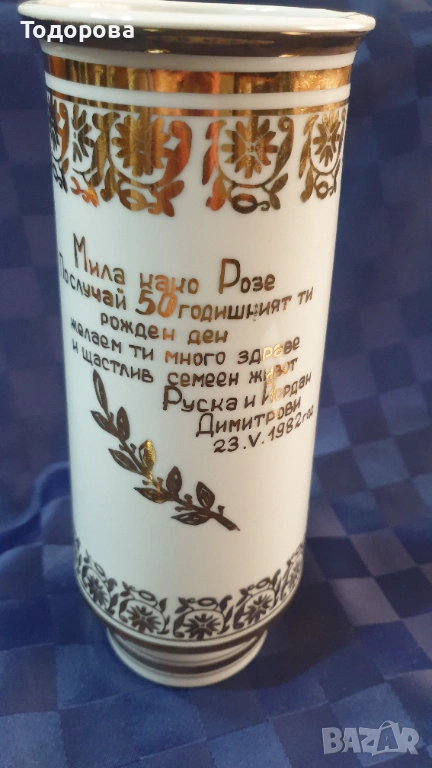 Тодорова
Мила како Розе
По случай 50 годишният ти
рожден ден
желаем ти много здраве
и щастлив семеен живот
Руска и Йордан
Димитрови
23.V.1982 год
BAZAR